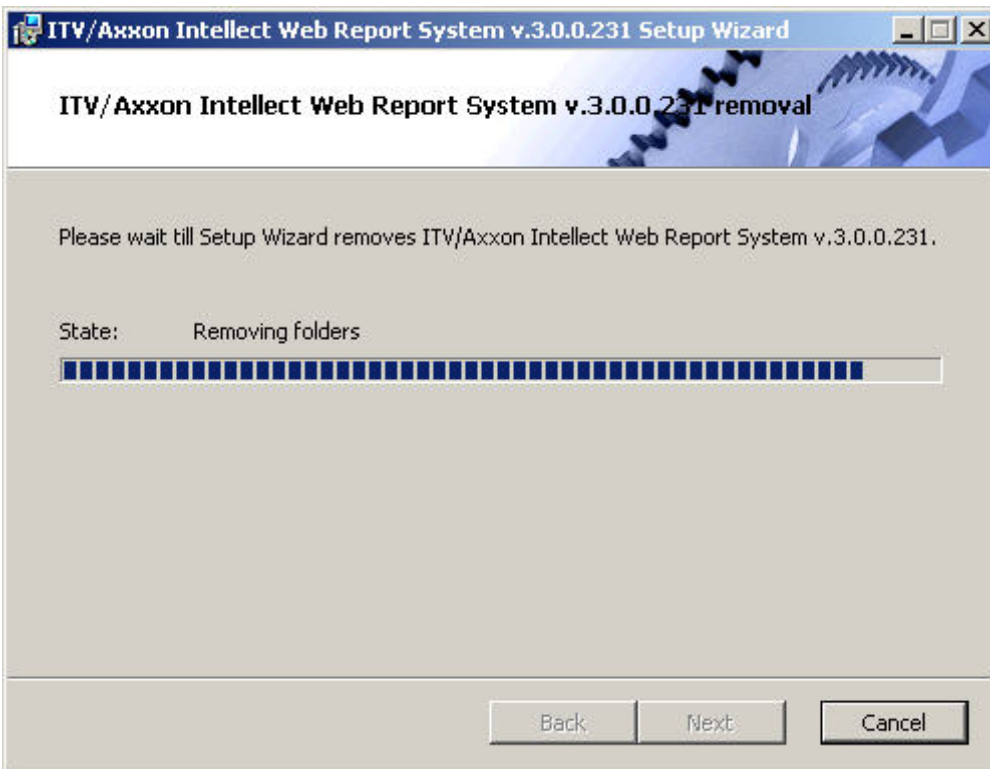 ITV/Axxon Intellect Web Report System v.3.0.0.231 Setup Wizard
ITV/Axxon Intellect Web Report System v.3.0.0.231 removal
Please wait till Setup Wizard removes ITV/Axxon Intellect Web Report System v.3.0.0.231.
State: Removing folders
Back Next Cancel